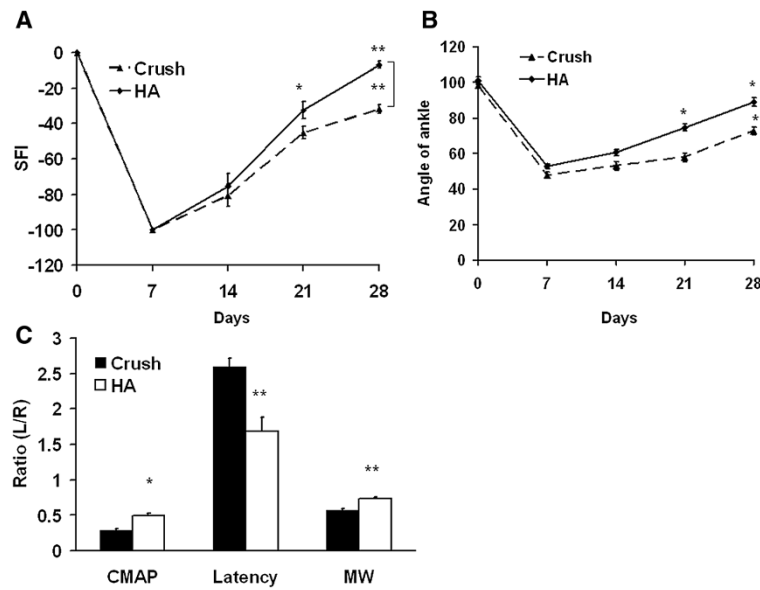 A
0
-20
-40
-60
-80
-100
-120
SFI
Crush
HA
*
**
**
0 7 14 21 28
Days
B
120
100
80
60
40
20
0
Angle of ankle
Crush
HA
*
*
*
0 7 14 21 28
Days
C
3
2.5
2
1.5
1
0.5
0
Ratio (L/R)
Crush
HA
*
**
**
CMAP Latency MW